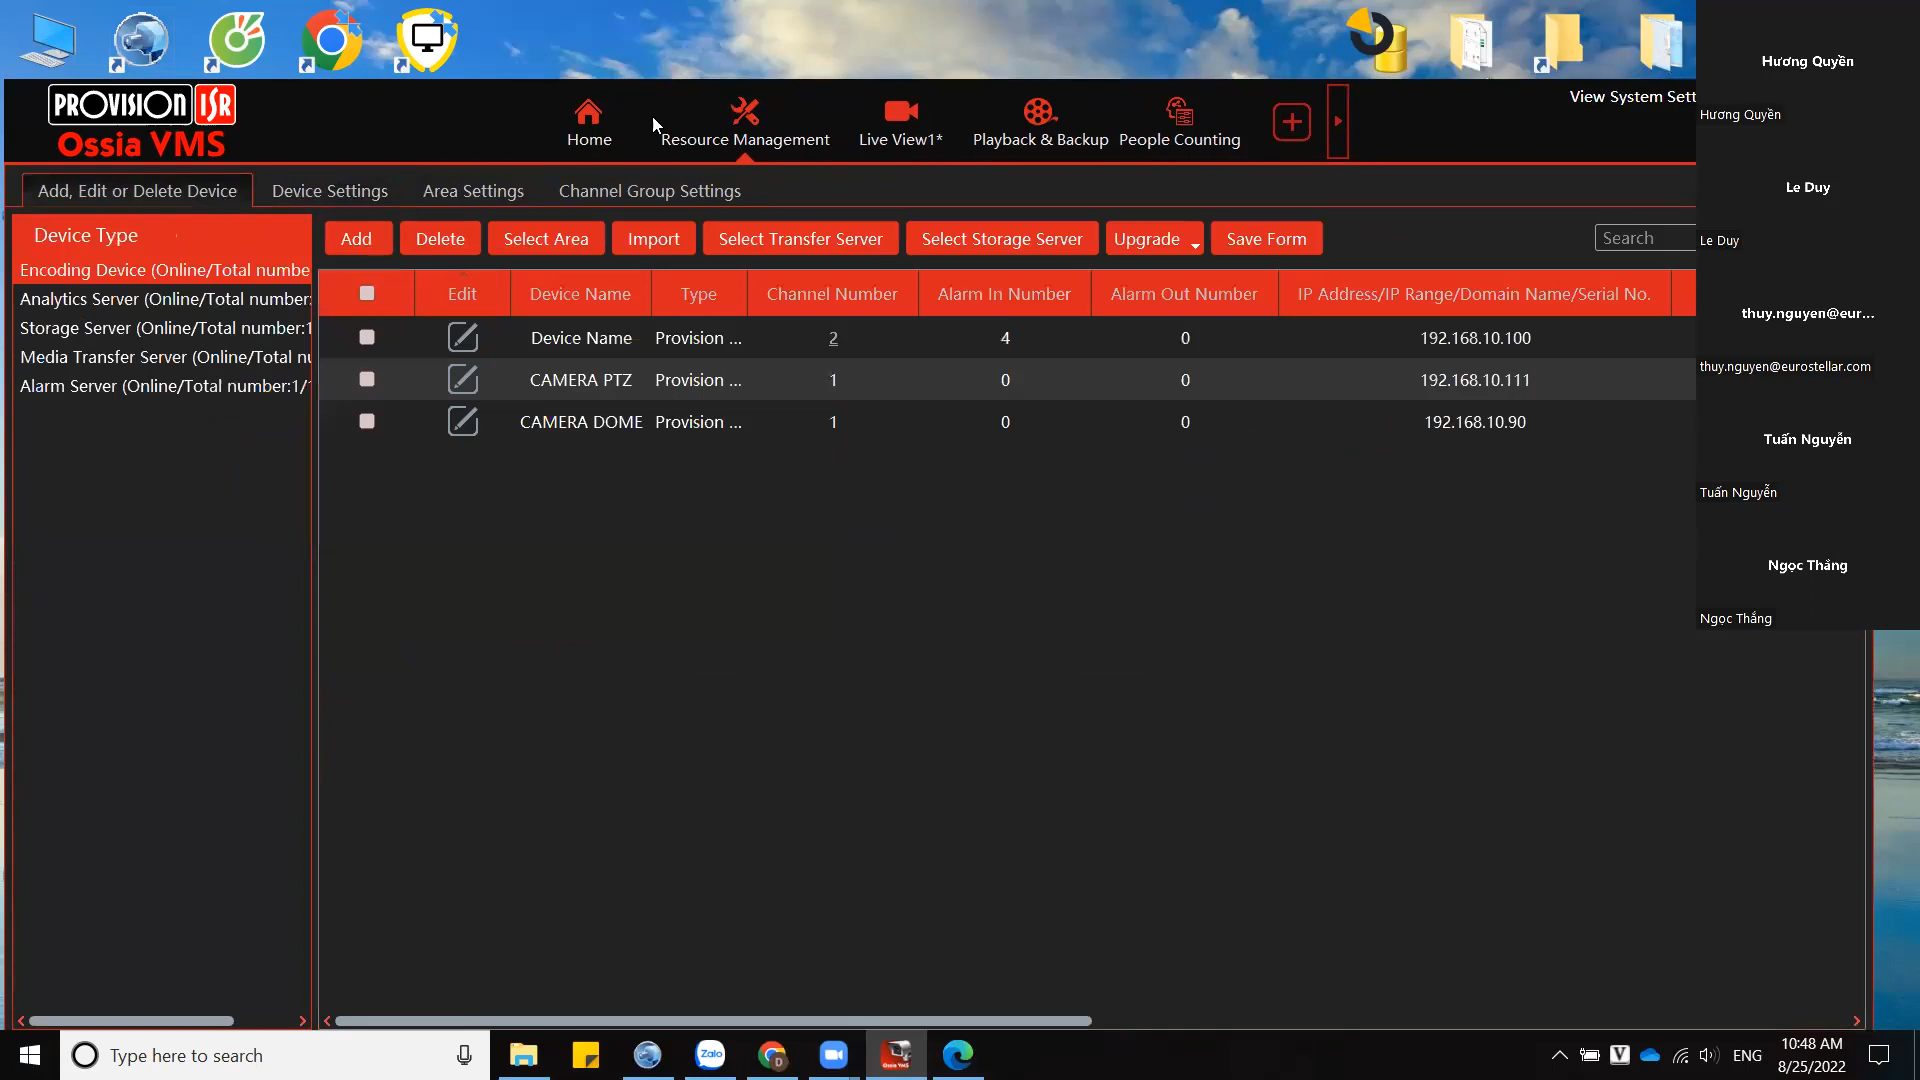 PROVISION ISR
Ossia VMS
Home
Resource Management
Live View1*
Playback & Backup
People Counting
View System Sett
Add, Edit or Delete Device
Device Settings
Area Settings
Channel Group Settings
Device Type
Encoding Device (Online/Total numbe
Analytics Server (Online/Total number:
Storage Server (Online/Total number:1
Media Transfer Server (Online/Total nu
Alarm Server (Online/Total number:1/1
Add
Delete
Select Area
Import
Select Transfer Server
Select Storage Server
Upgrade
Save Form
Search
Edit
Device Name
Type
Channel Number
Alarm In Number
Alarm Out Number
IP Address/IP Range/Domain Name/Serial No.
Device Name Provision ... 2 4 0 192.168.10.100
CAMERA PTZ Provision ... 1 0 0 192.168.10.111
CAMERA DOME Provision ... 1 0 0 192.168.10.90
Hương Quyền
Hương Quyền
Le Duy
Le Duy
thuy.nguyen@eur...
thuy.nguyen@eurostellar.com
Tuấn Nguyễn
Tuấn Nguyễn
Ngọc Thắng
Ngọc Thắng
Type here to search
Zalo
D
Ossia VMS
V
ENG
10:48 AM
8/25/2022